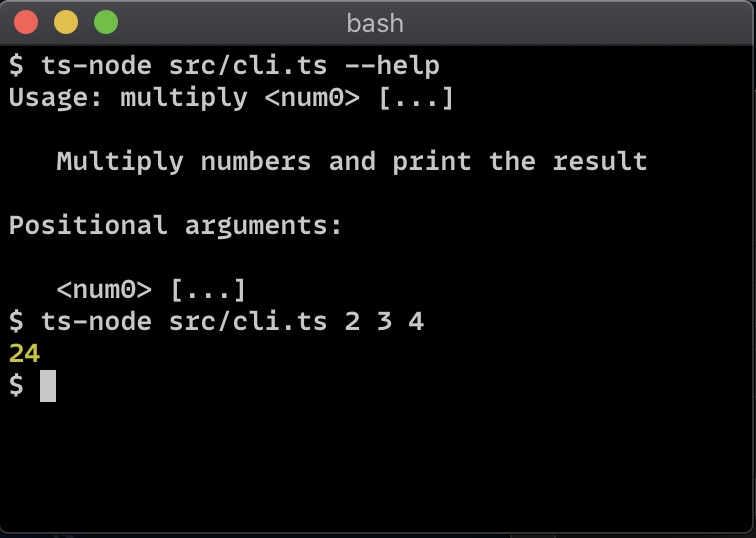 bash
$ ts-node src/cli.ts --help
Usage: multiply <num0> [...]
Multiply numbers and print the result
Positional arguments:
<num0> [...]
$ ts-node src/cli.ts 2 3 4
24
$